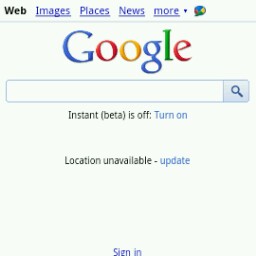 Web Images Places News more ▼
Google
Instant (beta) is off: Turn on
Location unavailable - update
Sign in